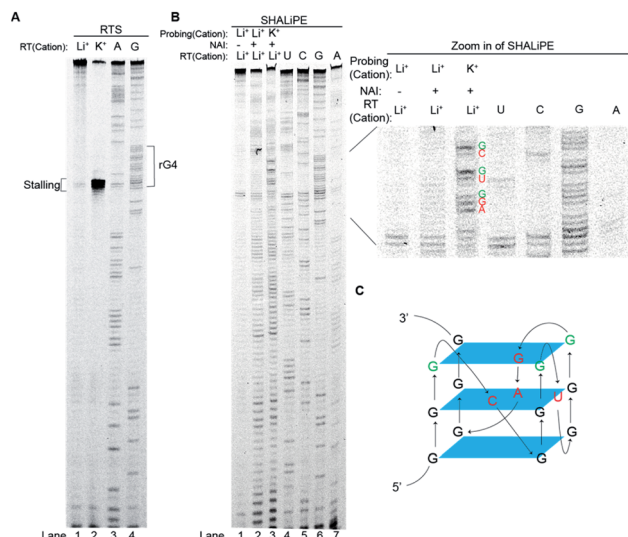 A
RTS
RT(Cation): Li⁺ K⁺ A G
Stalling
rG4
Lane 1 2 3 4
B
SHALiPE
Probing(Cation): Li⁺ Li⁺ K⁺
NAI: - + +
RT(Cation): Li⁺ Li⁺ Li⁺ U C G A
Lane 1 2 3 4 5 6 7
Zoom in of SHALiPE
Probing
(Cation): Li⁺ Li⁺ K⁺
NAI: - + +
RT
(Cation): Li⁺ Li⁺ Li⁺ U C G A
G
C
G
U
G
G
A
C
3'
G
G G G G
G C A G U G
G G G
G G
5'